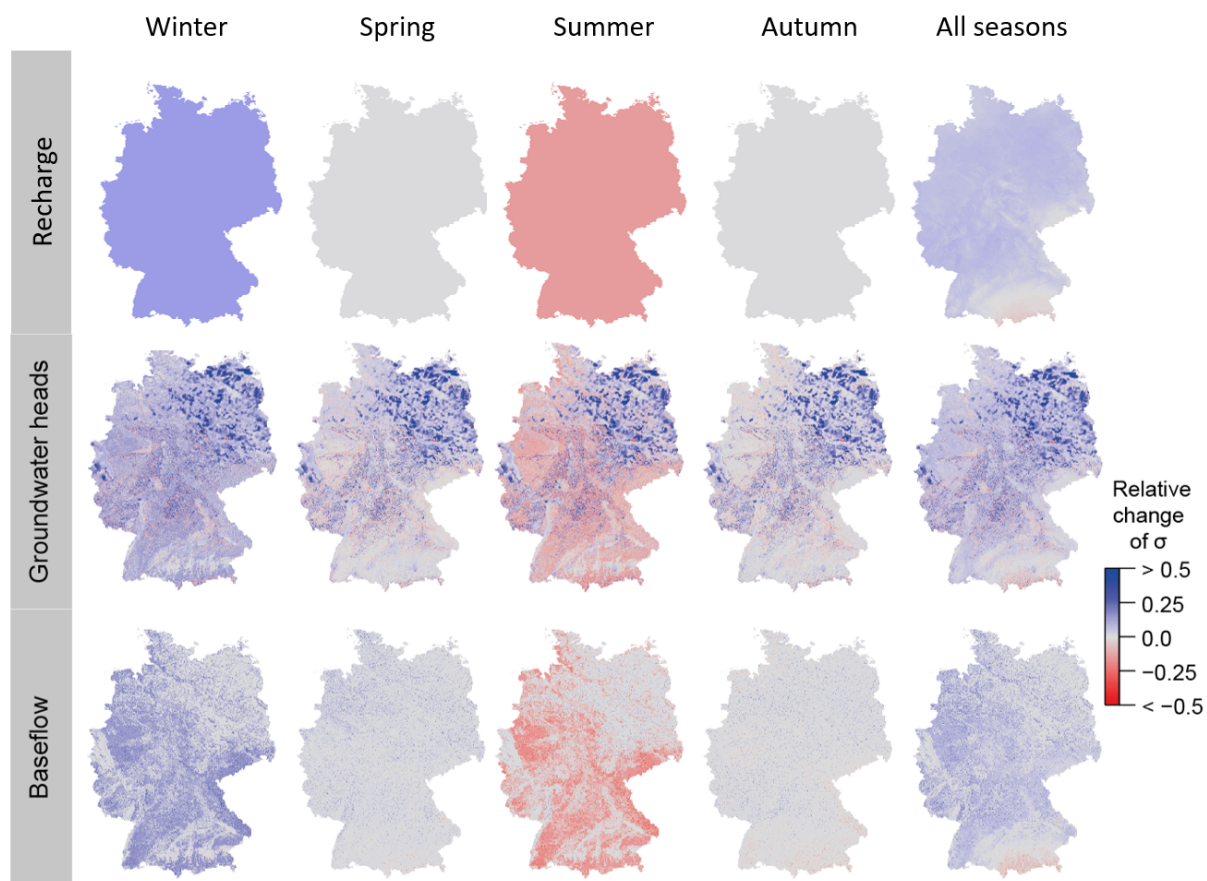 Winter Spring Summer Autumn All seasons
Recharge
Groundwater heads
Baseflow
Relative
change
of σ
> 0.5
0.25
0.0
−0.25
< −0.5